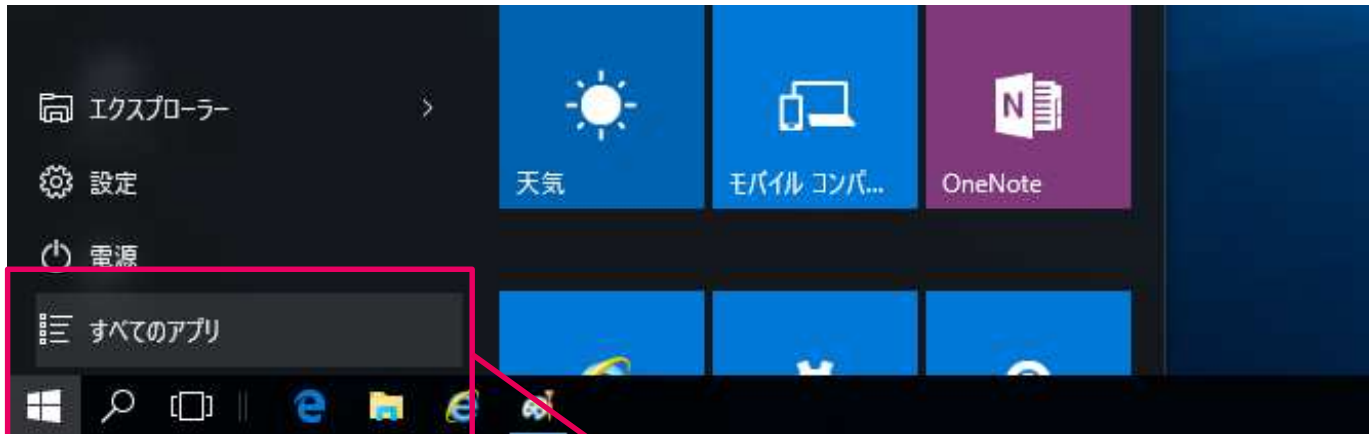 エクスプローラー
設定
電源
すべてのアプリ
天気
モバイル コンパ...
OneNote